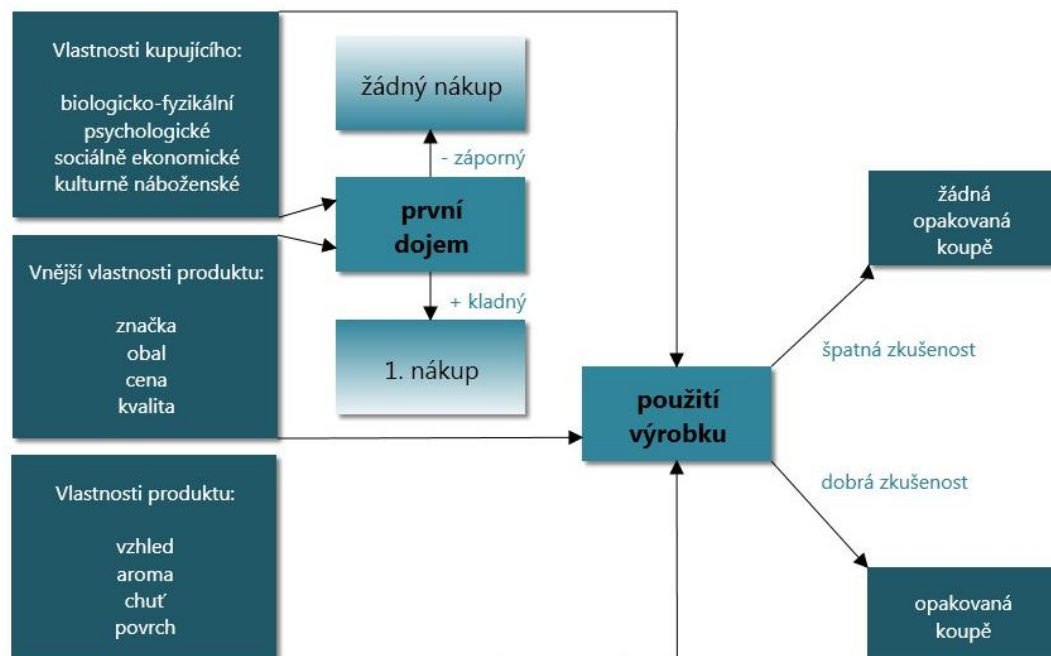 Vlastnosti kupujícího:
biologicko-fyzikální
psychologické
sociálně ekonomické
kulturně náboženské
žádný nákup
- záporný
první
dojem
+ kladný
1. nákup
Vnější vlastnosti produktu:
značka
obal
cena
kvalita
Vlastnosti produktu:
vzhled
aroma
chuť
povrch
použití
výrobku
žádná
opakovaná
koupě
špatná zkušenost
dobrá zkušenost
opakovaná
koupě